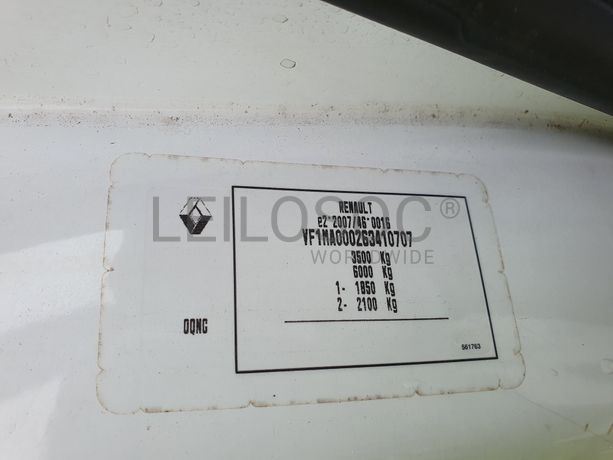 RENAULT
e2*2007/46*0016
VF1MA000263410707
3500 Kg
6000 Kg
1- 1850 Kg
2- 2100 Kg
OQNG
561763
LEILOSOC®
WORLDWIDE